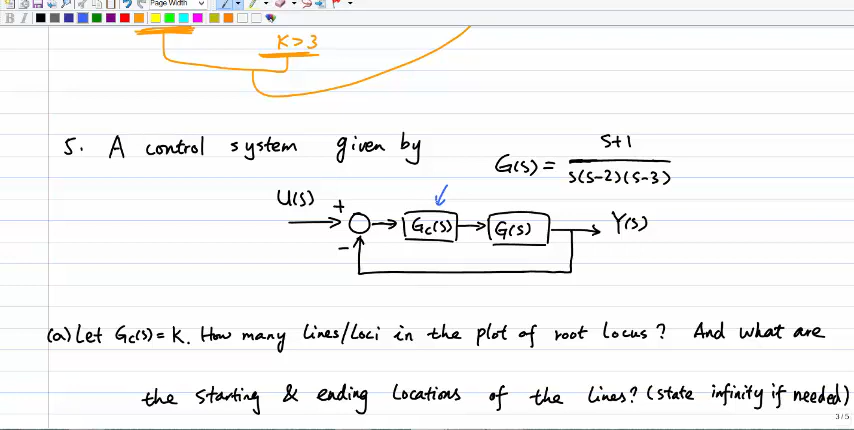 Page Width
B I
K>3
5. A control system given by
G(s) = s+1 / s(s-2)(s-3)
U(s) + Gc(s) G(s) Y(s)
-
(a) Let Gc(s) = K. How many lines/loci in the plot of root locus? And what are
the starting & ending locations of the lines? (state infinity if needed)
3/5